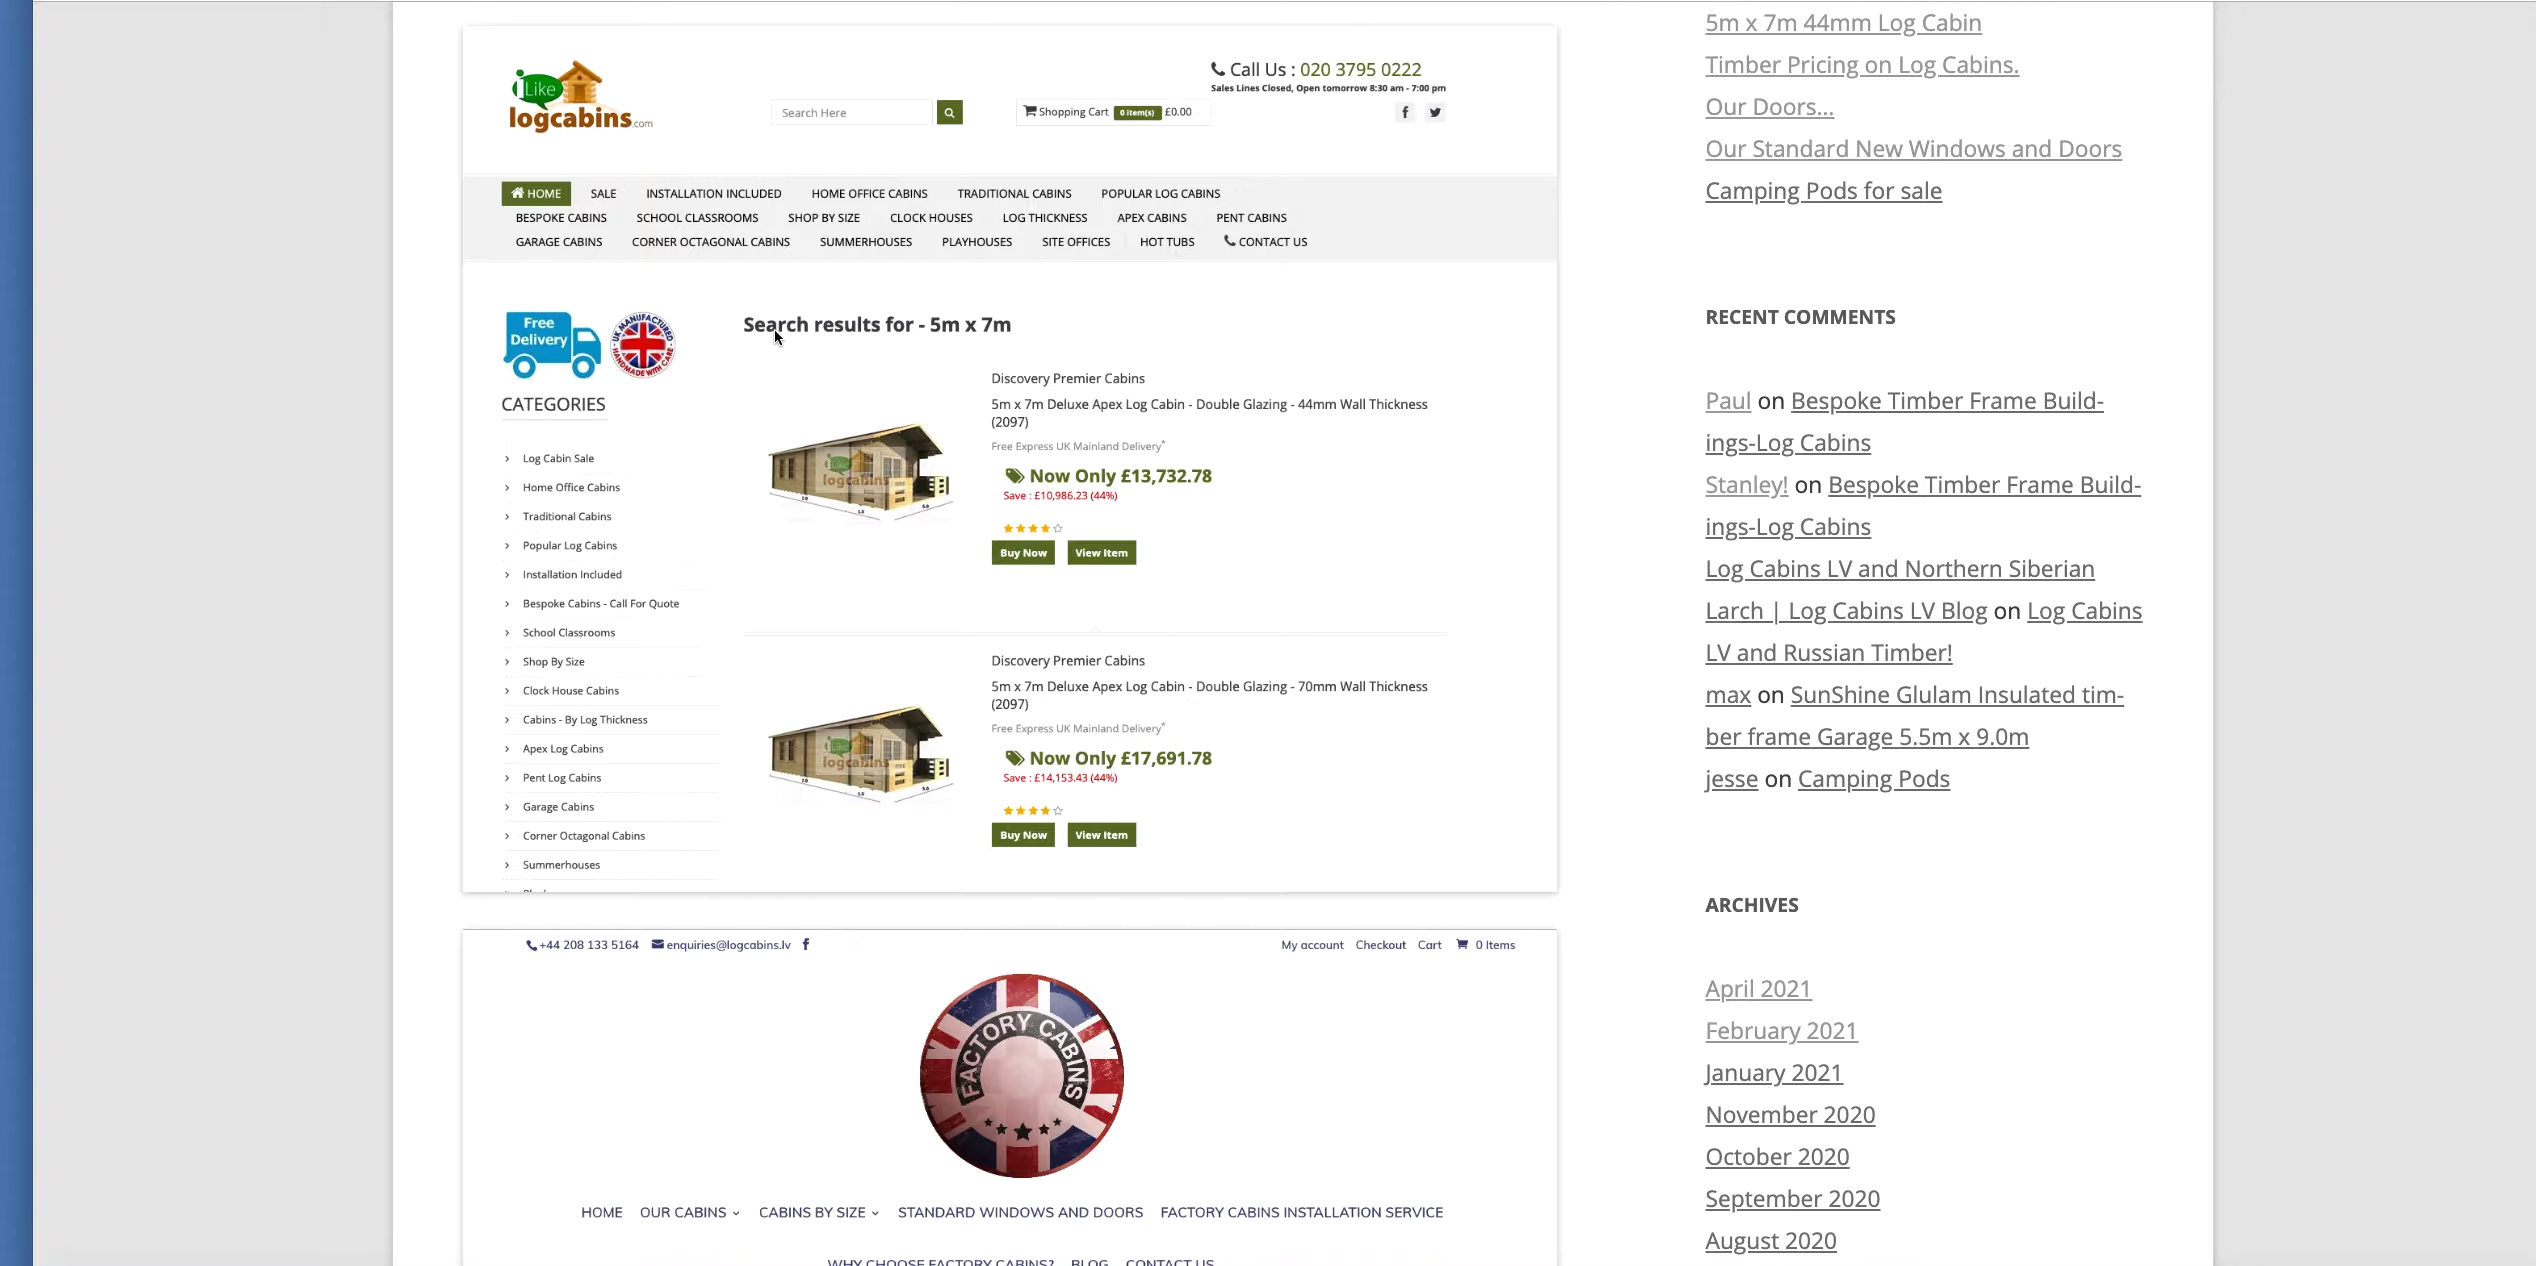 iLike
logcabins.com
Search Here
Shopping Cart 0 item(s) £0.00
Call Us : 020 3795 0222
Sales Lines Closed, Open tomorrow 8:30 am - 7:00 pm
HOME SALE INSTALLATION INCLUDED HOME OFFICE CABINS TRADITIONAL CABINS POPULAR LOG CABINS
BESPOKE CABINS SCHOOL CLASSROOMS SHOP BY SIZE CLOCK HOUSES LOG THICKNESS APEX CABINS PENT CABINS
GARAGE CABINS CORNER OCTAGONAL CABINS SUMMERHOUSES PLAYHOUSES SITE OFFICES HOT TUBS CONTACT US
Free
Delivery
UK MANUFACTURED
HANDMADE WITH CARE
CATEGORIES
Log Cabin Sale
Home Office Cabins
Traditional Cabins
Popular Log Cabins
Installation Included
Bespoke Cabins - Call For Quote
School Classrooms
Shop By Size
Clock House Cabins
Cabins - By Log Thickness
Apex Log Cabins
Pent Log Cabins
Garage Cabins
Corner Octagonal Cabins
Summerhouses
Search results for - 5m x 7m
Discovery Premier Cabins
5m x 7m Deluxe Apex Log Cabin - Double Glazing - 44mm Wall Thickness
(2097)
Free Express UK Mainland Delivery*
Now Only £13,732.78
Save : £10,986.23 (44%)
Buy Now View Item
Discovery Premier Cabins
5m x 7m Deluxe Apex Log Cabin - Double Glazing - 70mm Wall Thickness
(2097)
Free Express UK Mainland Delivery*
Now Only £17,691.78
Save : £14,153.43 (44%)
Buy Now View Item
+44 208 133 5164 enquiries@logcabins.lv
My account Checkout Cart 0 Items
FACTORY CABINS
HOME OUR CABINS CABINS BY SIZE STANDARD WINDOWS AND DOORS FACTORY CABINS INSTALLATION SERVICE
WHY CHOOSE FACTORY CABINS? BLOG CONTACT US
5m x 7m 44mm Log Cabin
Timber Pricing on Log Cabins.
Our Doors…
Our Standard New Windows and Doors
Camping Pods for sale
RECENT COMMENTS
Paul on Bespoke Timber Frame Build-
ings-Log Cabins
Stanley! on Bespoke Timber Frame Build-
ings-Log Cabins
Log Cabins LV and Northern Siberian
Larch | Log Cabins LV Blog on Log Cabins
LV and Russian Timber!
max on SunShine Glulam Insulated tim-
ber frame Garage 5.5m x 9.0m
jesse on Camping Pods
ARCHIVES
April 2021
February 2021
January 2021
November 2020
October 2020
September 2020
August 2020